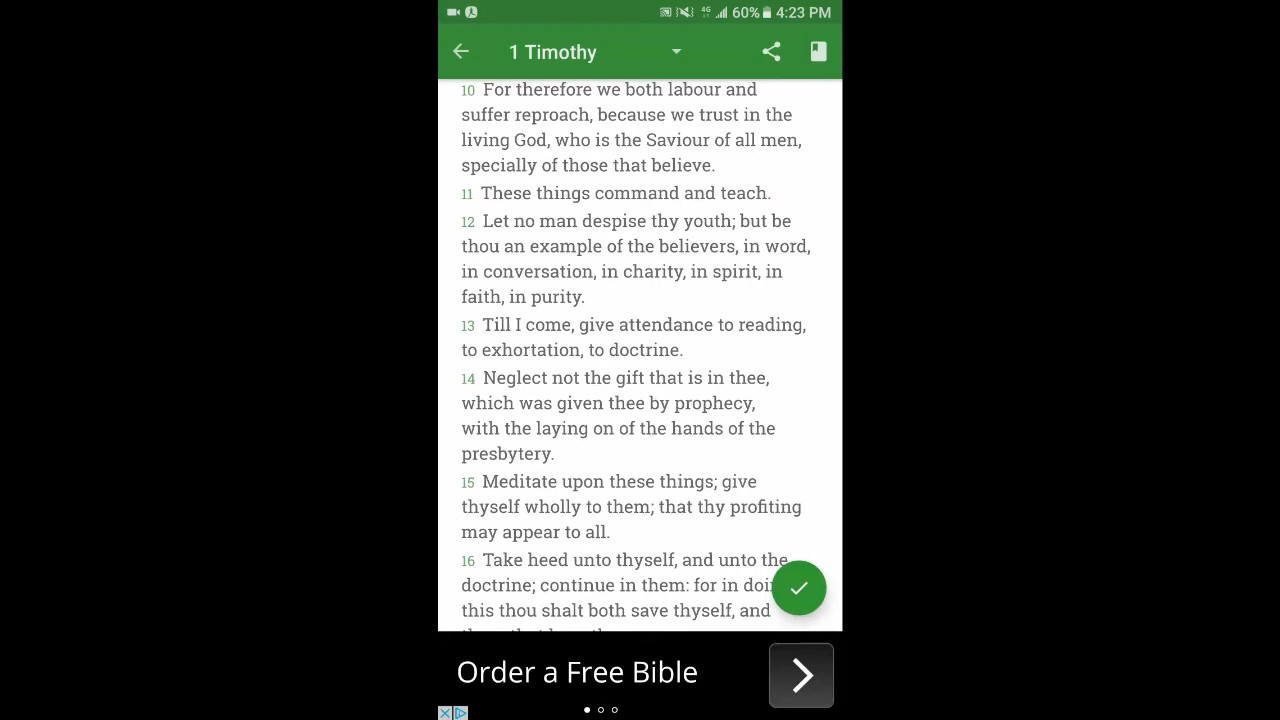 4G 60% 4:23 PM
1 Timothy
10 For therefore we both labour and
suffer reproach, because we trust in the
living God, who is the Saviour of all men,
specially of those that believe.
11 These things command and teach.
12 Let no man despise thy youth; but be
thou an example of the believers, in word,
in conversation, in charity, in spirit, in
faith, in purity.
13 Till I come, give attendance to reading,
to exhortation, to doctrine.
14 Neglect not the gift that is in thee,
which was given thee by prophecy,
with the laying on of the hands of the
presbytery.
15 Meditate upon these things; give
thyself wholly to them; that thy profiting
may appear to all.
16 Take heed unto thyself, and unto the
doctrine; continue in them: for in doi
this thou shalt both save thyself, and
Order a Free Bible